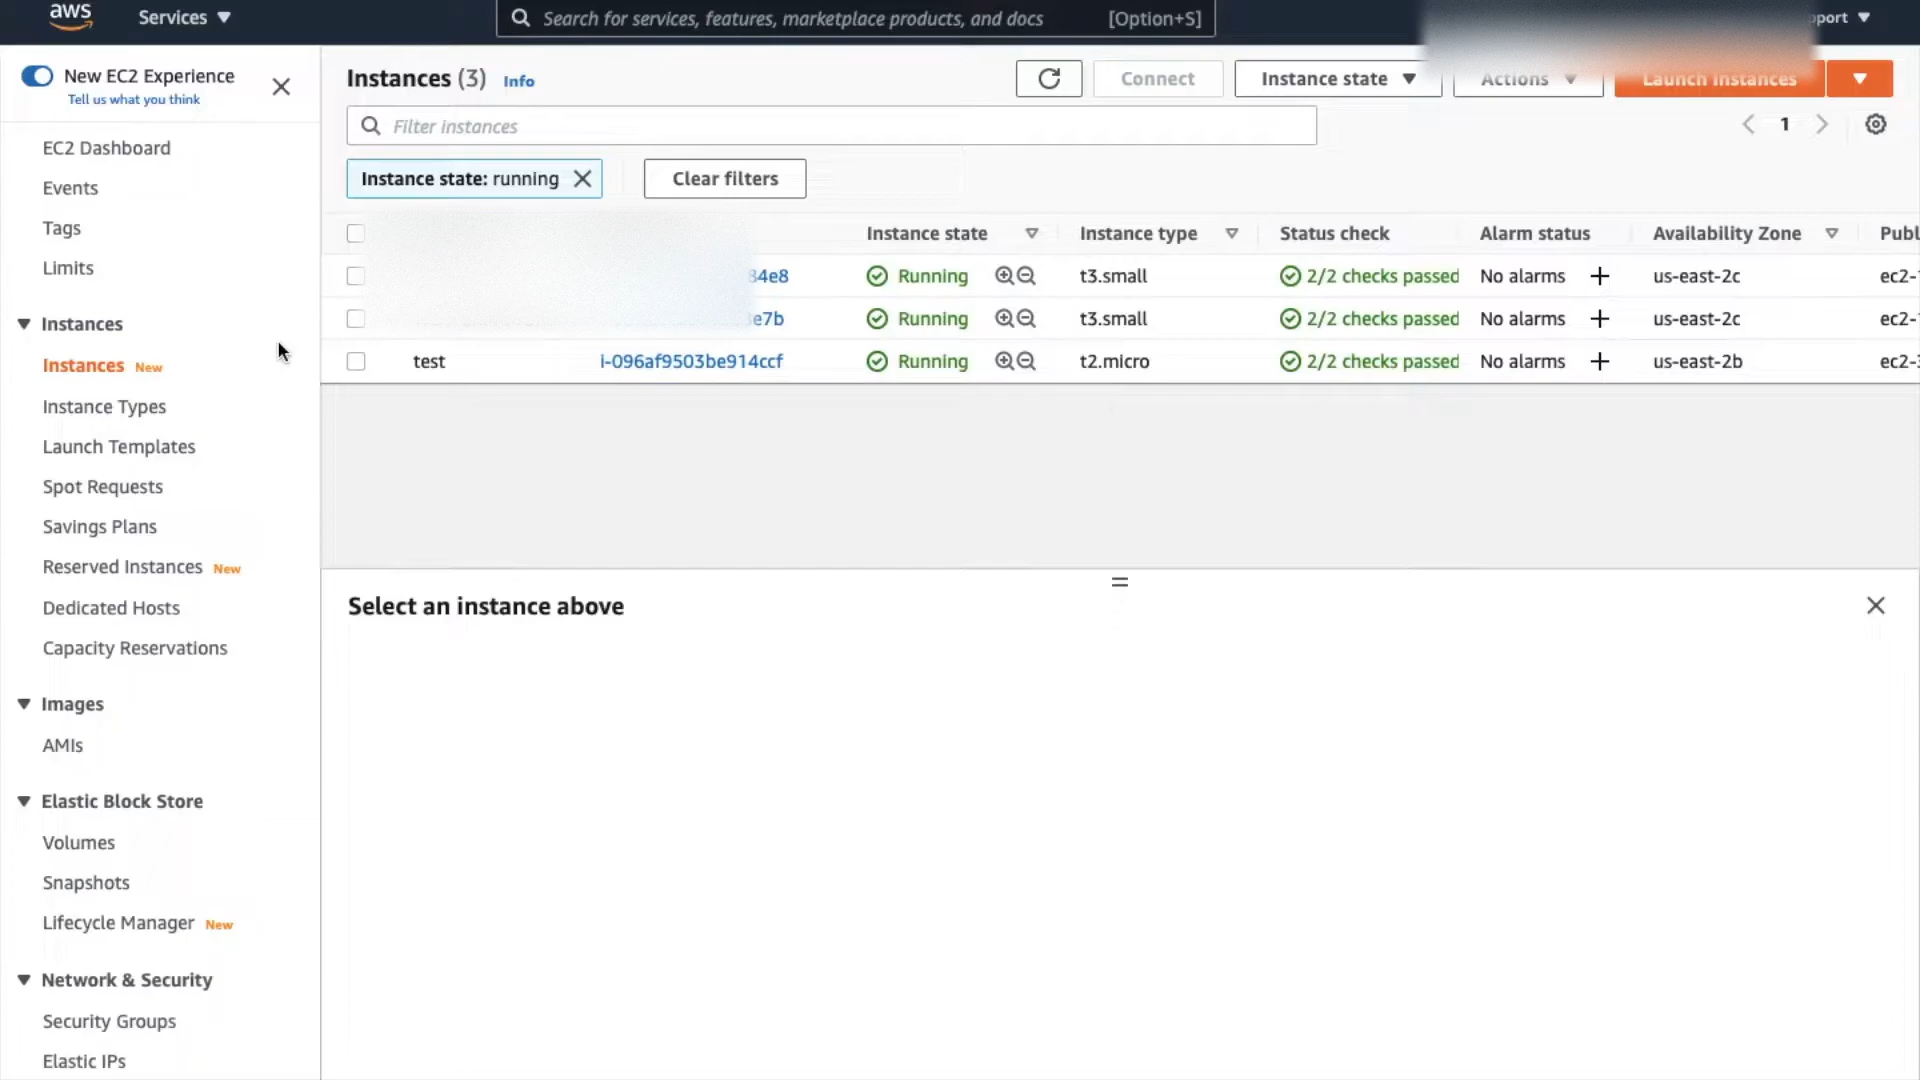 aws
Services
Search for services, features, marketplace products, and docs
[Option+S]
New EC2 Experience
Tell us what you think
EC2 Dashboard
Events
Tags
Limits
Instances
Instances New
Instance Types
Launch Templates
Spot Requests
Savings Plans
Reserved Instances New
Dedicated Hosts
Capacity Reservations
Images
AMIs
Elastic Block Store
Volumes
Snapshots
Lifecycle Manager New
Network & Security
Security Groups
Elastic IPs
Instances (3) Info
Connect
Instance state
Actions
Launch instances
Filter instances
1
Instance state: running
Clear filters
Instance state Instance type Status check Alarm status Availability Zone Publ
84e8 Running t3.small 2/2 checks passed No alarms + us-east-2c ec2-
e7b Running t3.small 2/2 checks passed No alarms + us-east-2c ec2-
test i-096af9503be914ccf Running t2.micro 2/2 checks passed No alarms + us-east-2b ec2-
Select an instance above